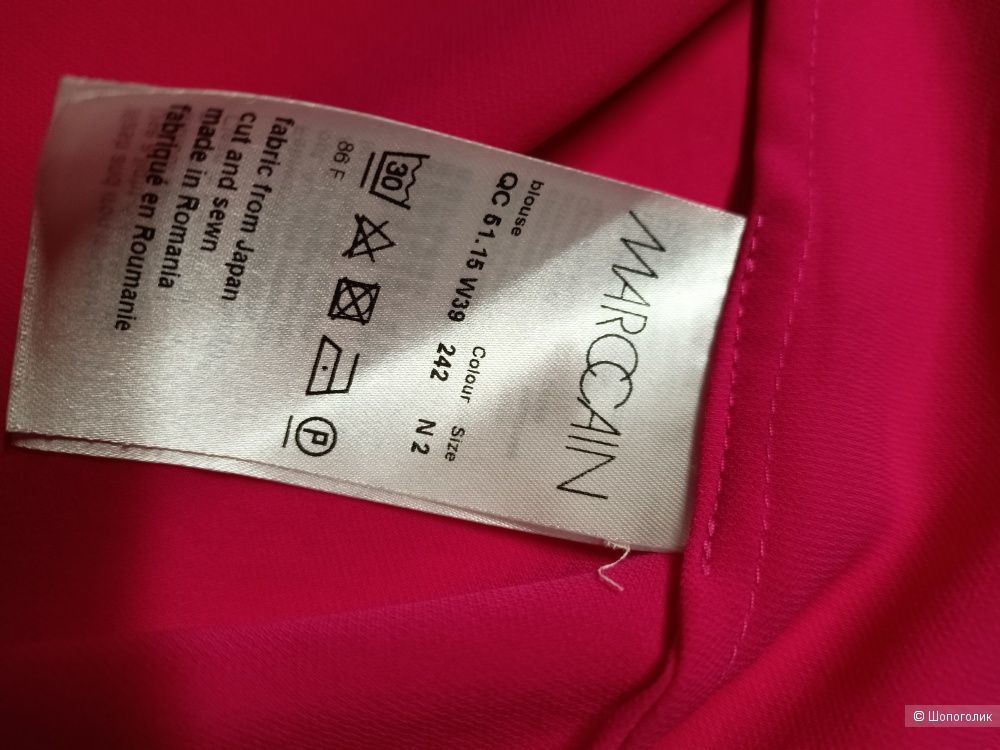 MARCCAIN
blouse Colour Size
QC 51.15 W39 242 N 2
30 P
86 F
fabric from Japan
cut and sewn
made in Romania
fabriqué en Roumanie
© Шопоголик